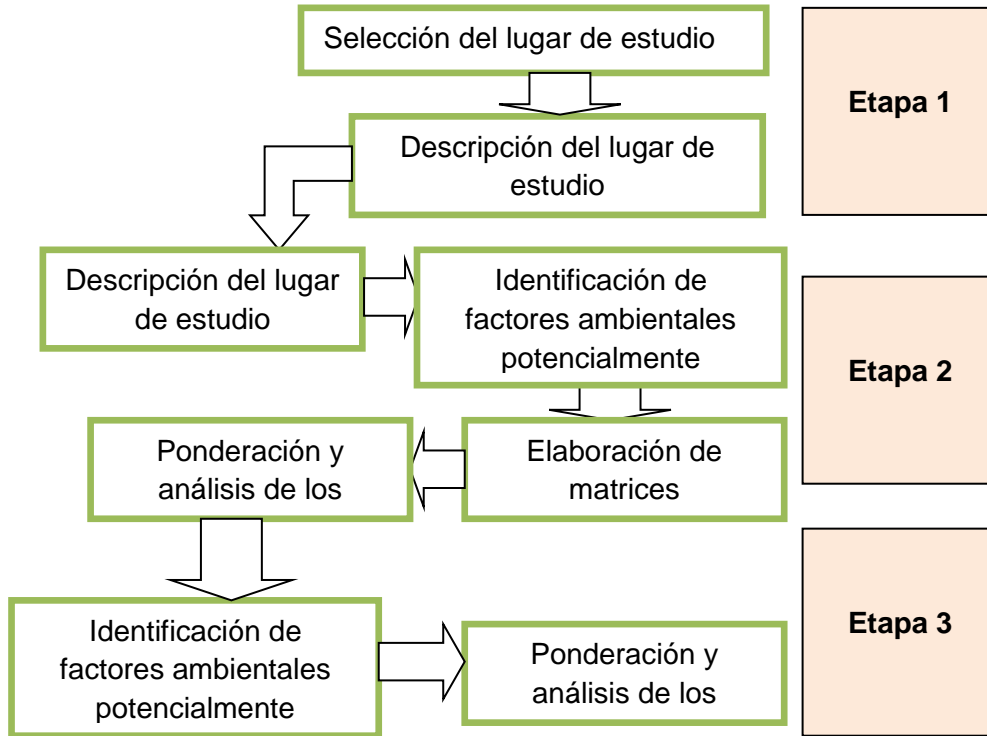 Selección del lugar de estudio
Etapa 1
Descripción del lugar de
estudio
Descripción del lugar
de estudio
Identificación de
factores ambientales
potencialmente
Etapa 2
Ponderación y
análisis de los
Elaboración de
matrices
Etapa 3
Identificación de
factores ambientales
potencialmente
Ponderación y
análisis de los